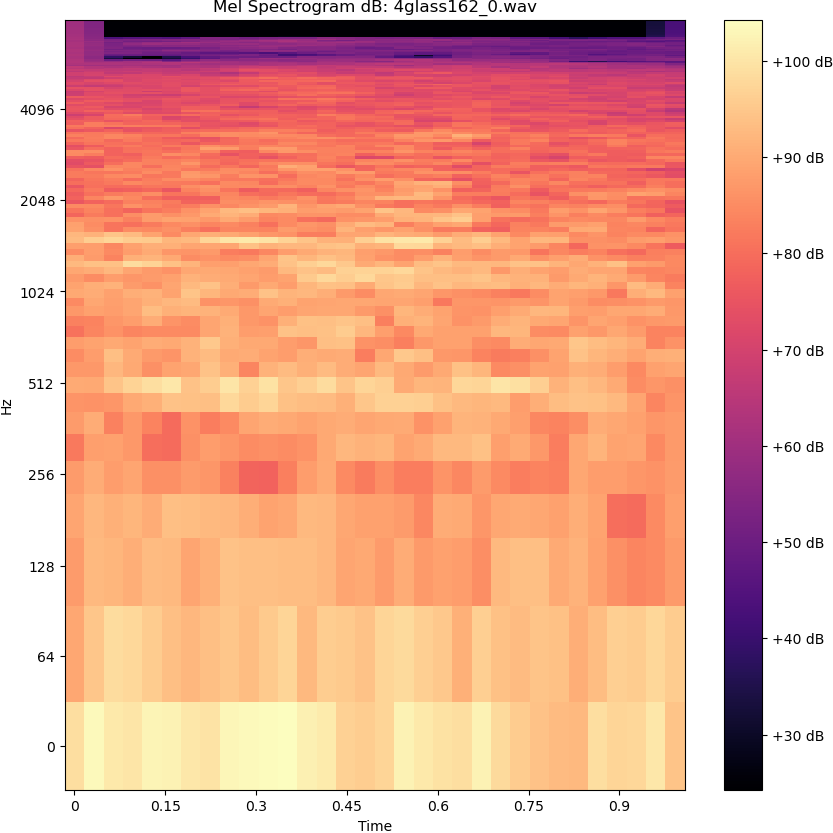 Mel Spectrogram dB: 4glass162_0.wav
+100 dB
4096
+90 dB
2048
+80 dB
1024
+70 dB
512
Hz
+60 dB
256
+50 dB
128
+40 dB
64
0
+30 dB
0 0.15 0.3 0.45 0.6 0.75 0.9
Time